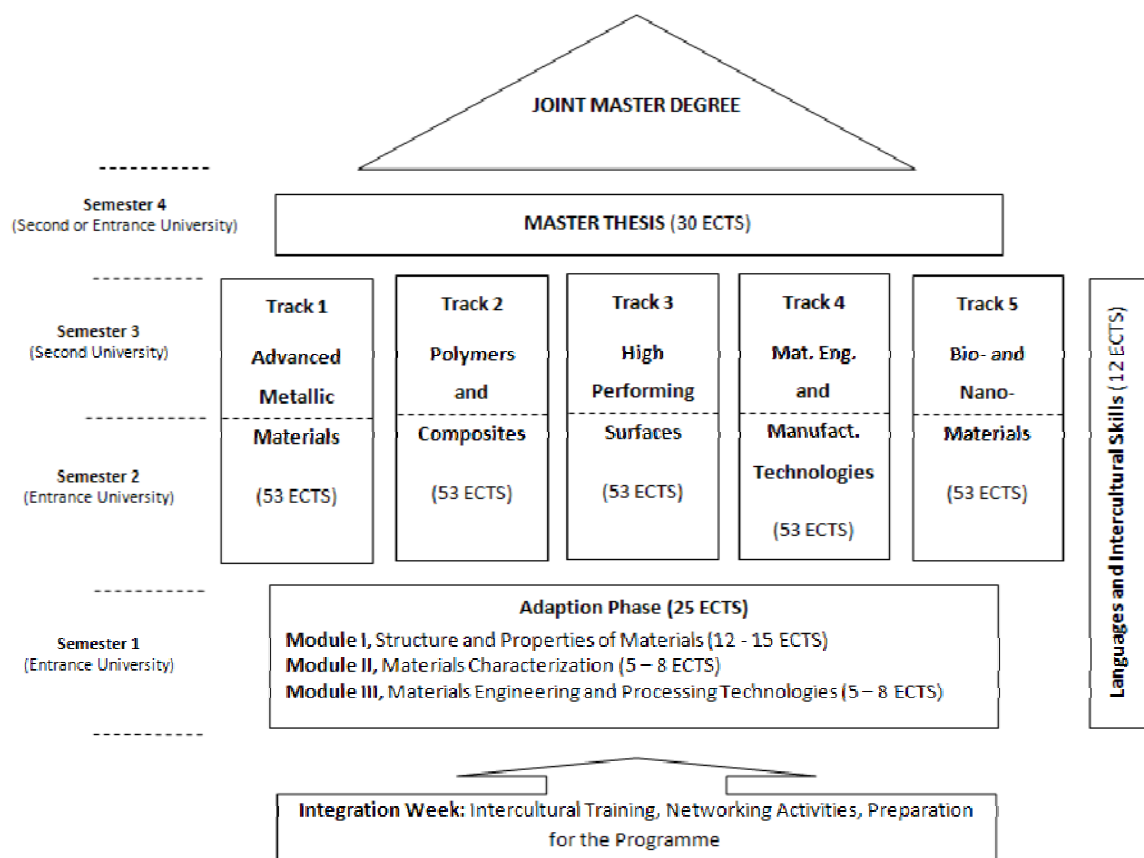 JOINT MASTER DEGREE
Semester 4
(Second or Entrance University)
MASTER THESIS (30 ECTS)
Semester 3
(Second University)
Semester 2
(Entrance University)
Track 1
Advanced
Metallic
Materials
(53 ECTS)
Track 2
Polymers
and
Composites
(53 ECTS)
Track 3
High
Performing
Surfaces
(53 ECTS)
Track 4
Mat. Eng.
and
Manufact.
Technologies
(53 ECTS)
Track 5
Bio- and
Nano-
Materials
(53 ECTS)
Languages and Intercultural Skills (12 ECTS)
Semester 1
(Entrance University)
Adaption Phase (25 ECTS)
Module I, Structure and Properties of Materials (12 - 15 ECTS)
Module II, Materials Characterization (5 – 8 ECTS)
Module III, Materials Engineering and Processing Technologies (5 – 8 ECTS)
Integration Week: Intercultural Training, Networking Activities, Preparation
for the Programme